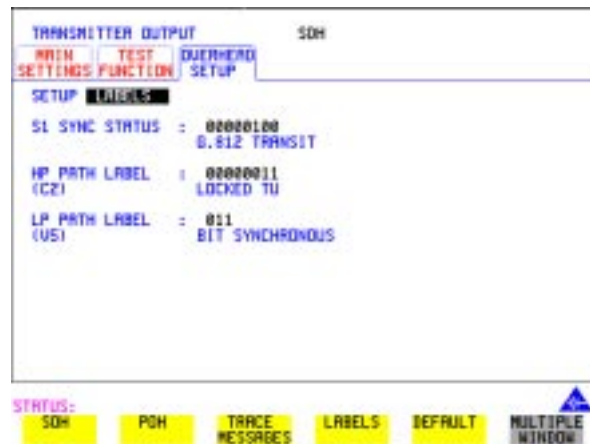 TRANSMITTER OUTPUT SDH
MAIN SETTINGS TEST FUNCTION OVERHEAD SETUP
SETUP LABELS
S1 SYNC STATUS : 00000100
G.812 TRANSIT
HP PATH LABEL : 00000011
(C2) LOCKED TU
LP PATH LABEL : 011
(V5) BIT SYNCHRONOUS
STATUS:
SOH POH TRACE MESSAGES LABELS DEFAULT MULTIPLE WINDOW